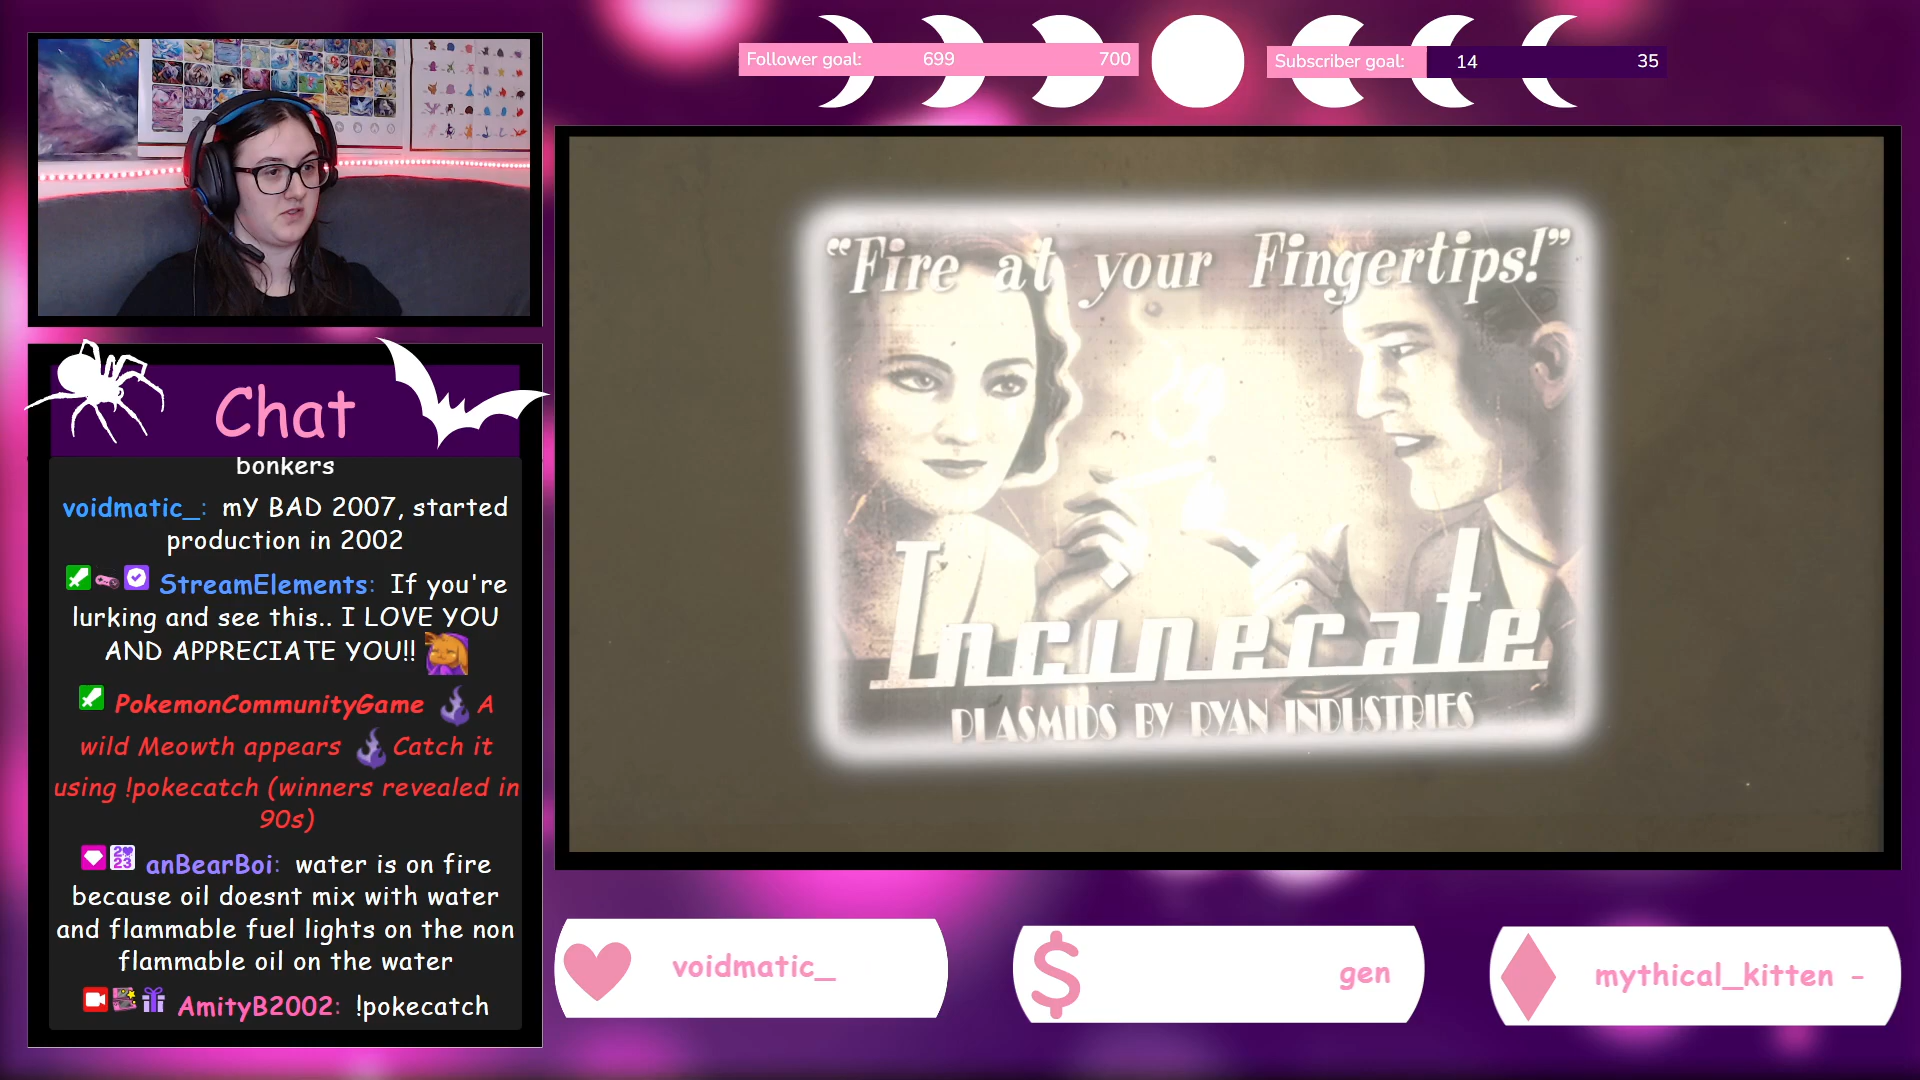 Follower goal: 699 700
Subscriber goal: 14 35
Chat
bonkers
voidmatic_: mY BAD 2007, started
production in 2002
StreamElements: If you're
lurking and see this.. I LOVE YOU
AND APPRECIATE YOU!!
PokemonCommunityGame A
wild Meowth appears Catch it
using !pokecatch (winners revealed in
90s)
anBearBoi: water is on fire
because oil doesnt mix with water
and flammable fuel lights on the non
flammable oil on the water
AmityB2002: !pokecatch
“Fire at your Fingertips!”
Incinerate
PLASMIDS BY RYAN INDUSTRIES
voidmatic_
$ gen
mythical_kitten -